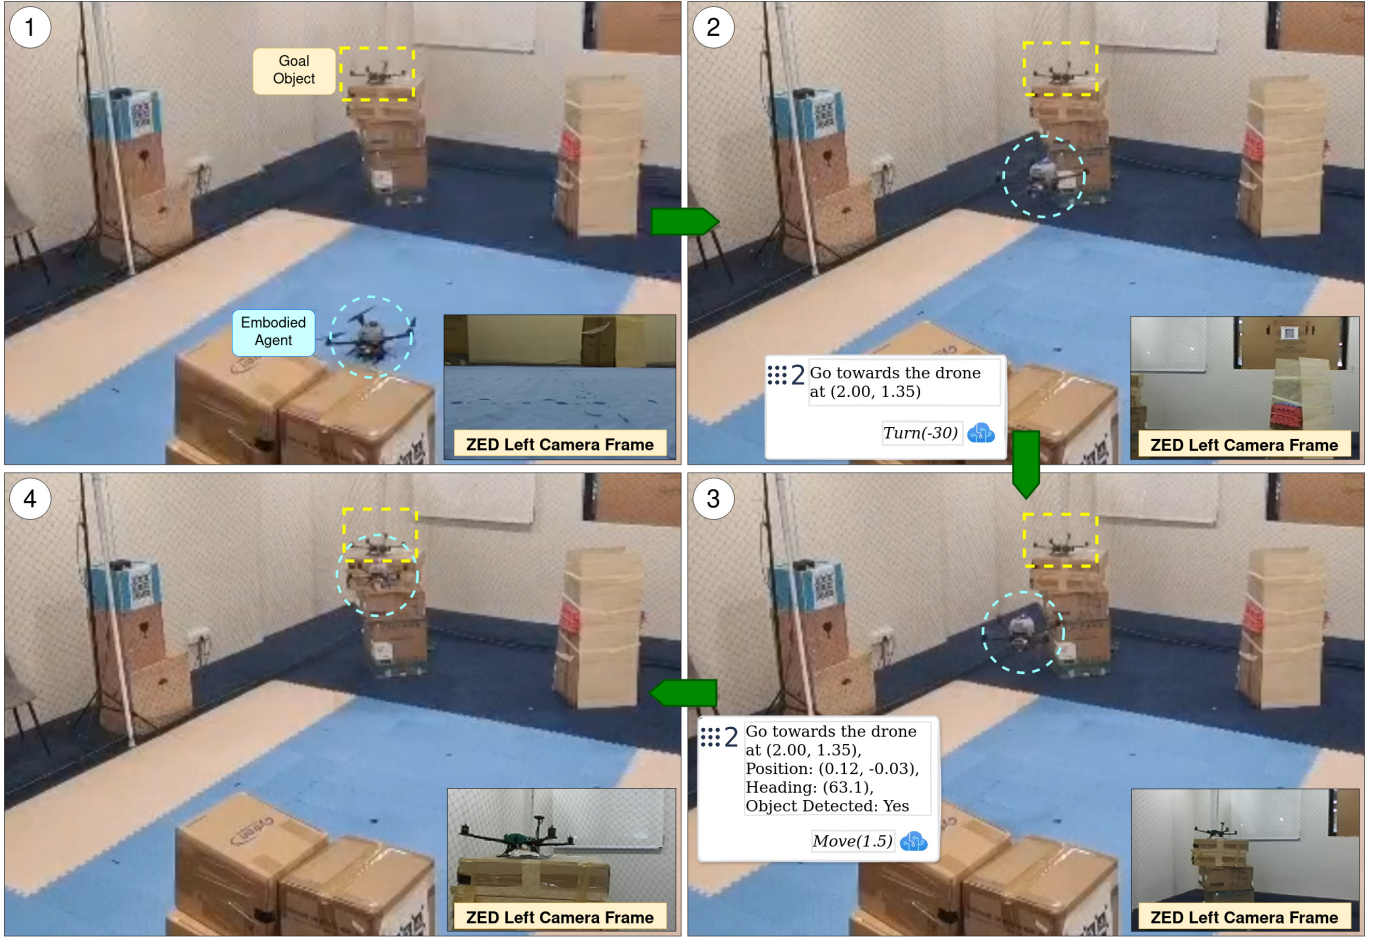 1
Goal
Object
Embodied
Agent
ZED Left Camera Frame
2
2
Go towards the drone
at (2.00, 1.35)
Turn(-30)
ZED Left Camera Frame
4
ZED Left Camera Frame
3
2
Go towards the drone
at (2.00, 1.35),
Position: (0.12, -0.03),
Heading: (63.1),
Object Detected: Yes
Move(1.5)
ZED Left Camera Frame
Cytron